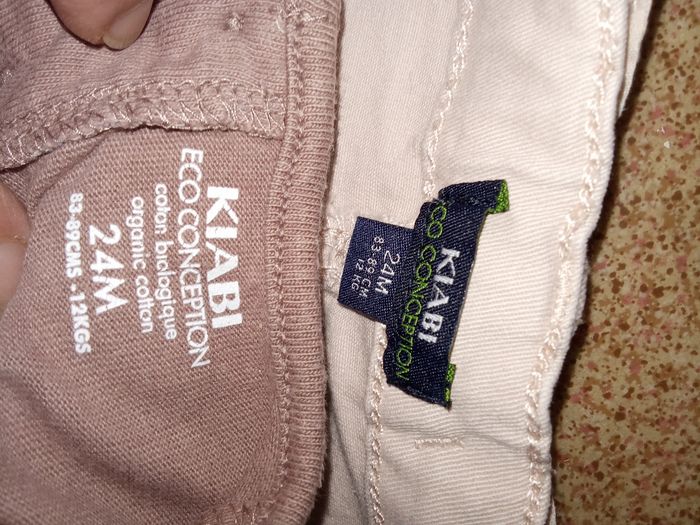 KIABI
ECO CONCEPTION
coton biologique
organic cotton
24M
83-89CMS -12KGS
KIABI
ECO CONCEPTION
24M
83-89 CM
12 KG